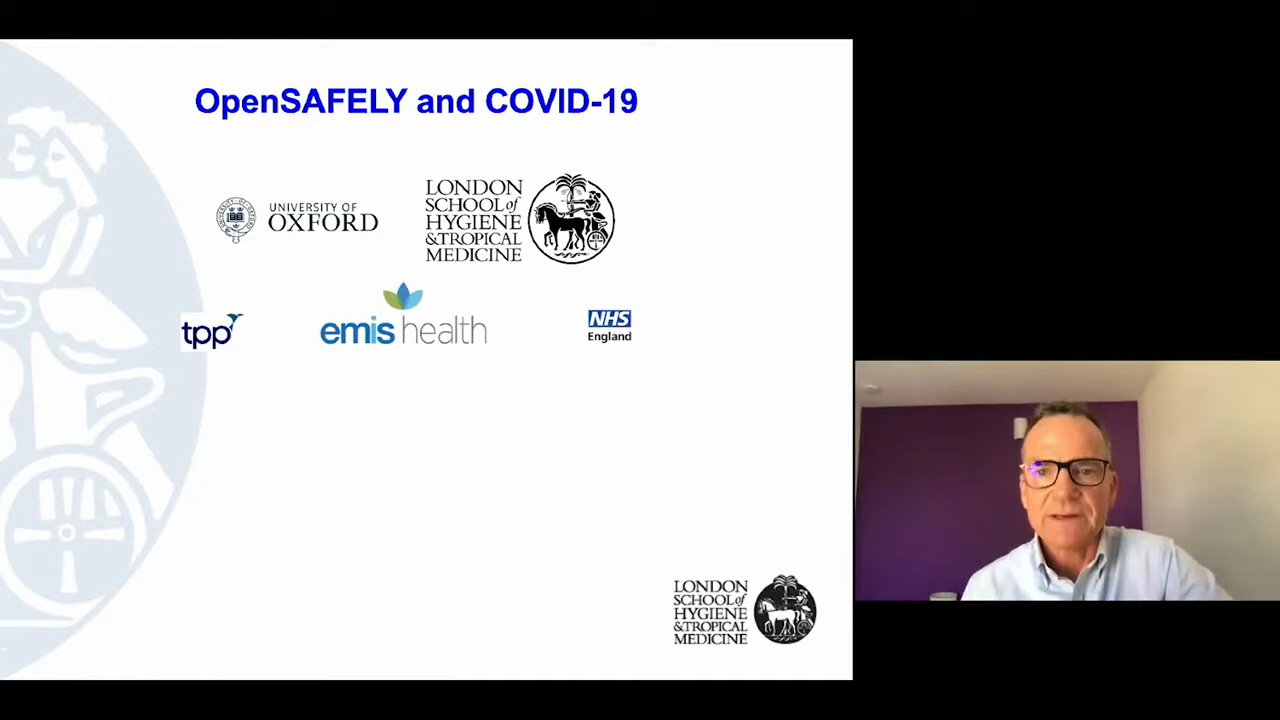 OpenSAFELY and COVID-19
UNIVERSITY OF
OXFORD
LONDON
SCHOOL of
HYGIENE
& TROPICAL
MEDICINE
tpp
emis health
NHS
England
LONDON
SCHOOL of
HYGIENE
& TROPICAL
MEDICINE